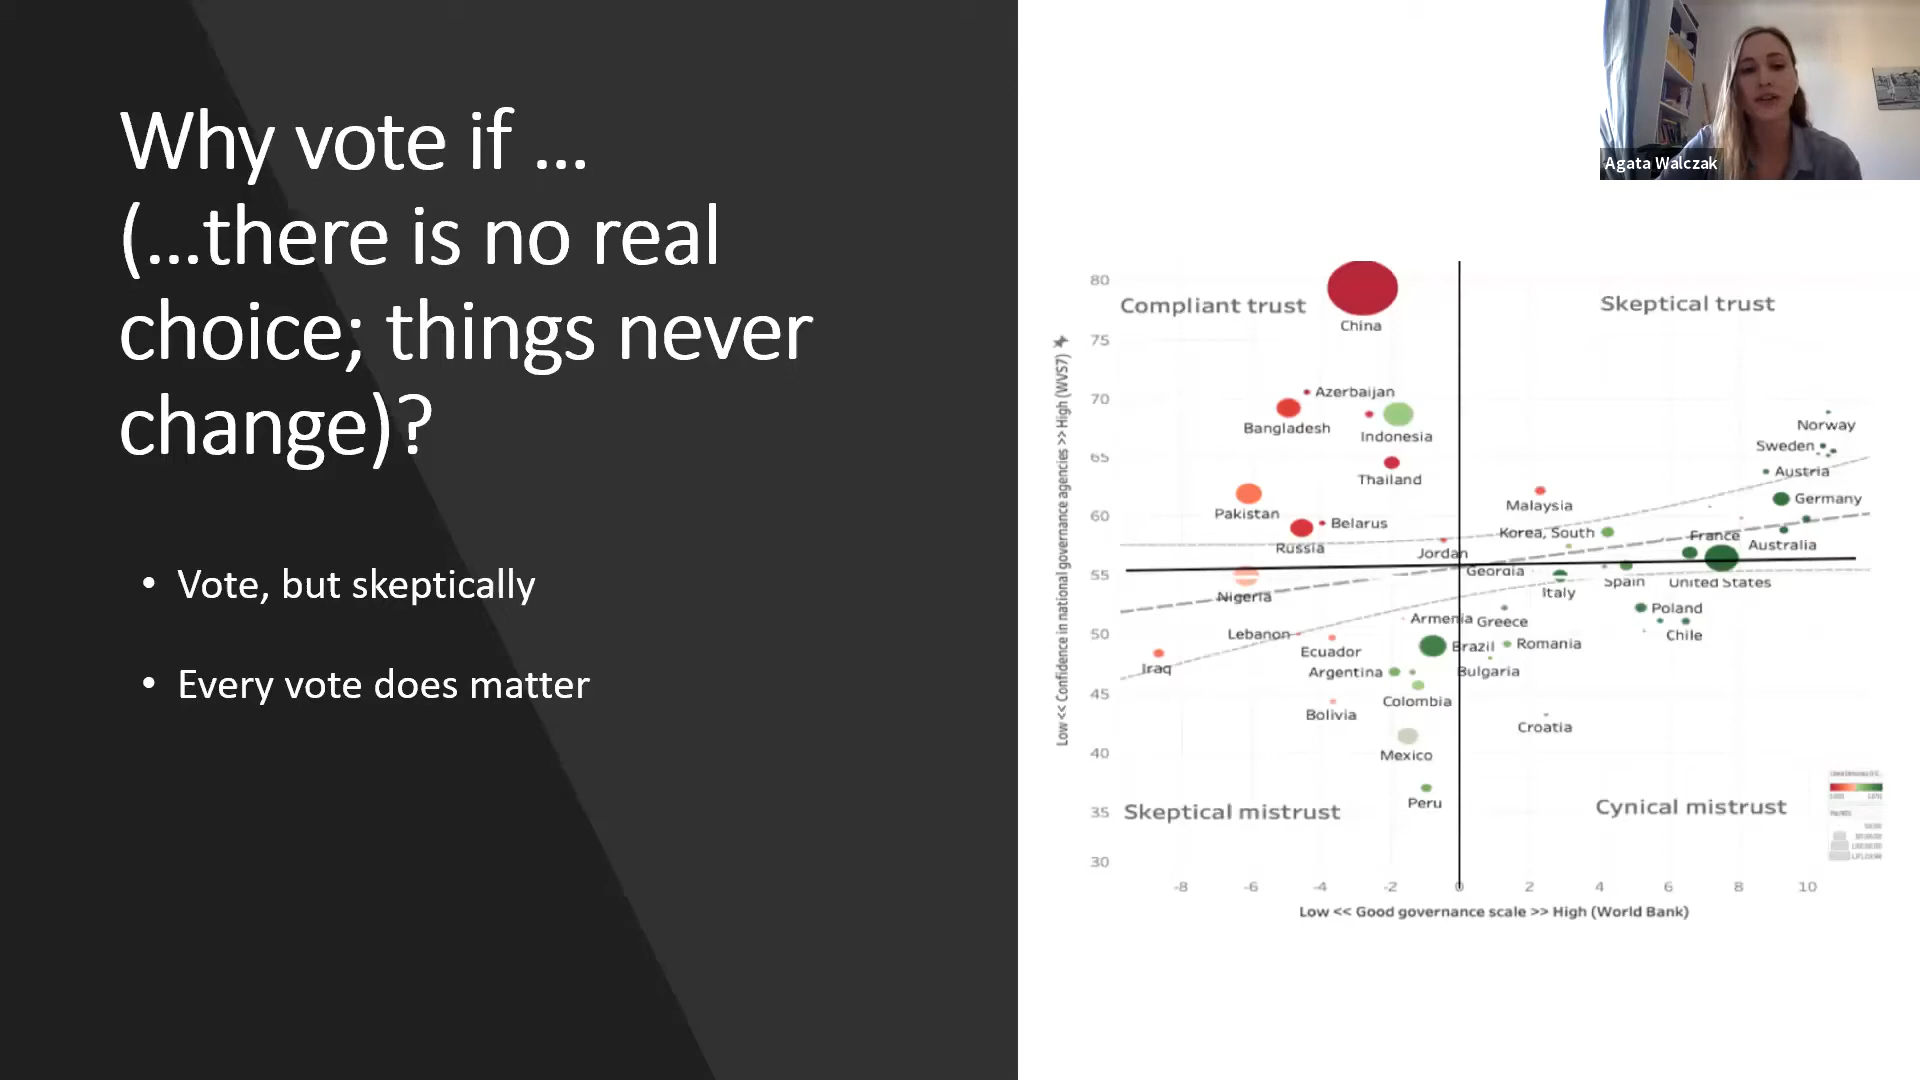 Why vote if ...
(...there is no real
choice; things never
change)?
• Vote, but skeptically
• Every vote does matter
Agata Walczak
Compliant trust
Skeptical trust
Skeptical mistrust
Cynical mistrust
Low << Confidence in national governance agencies >> High (WVS7)
80
75
70
65
60
55
50
45
40
35
30
China
Azerbaijan
Bangladesh
Indonesia
Thailand
Pakistan
Belarus
Russia
Jordan
Nigeria
Lebanon
Ecuador
Iraq
Argentina
Colombia
Bolivia
Mexico
Peru
Armenia
Brazil
Norway
Sweden
Austria
Germany
Malaysia
Korea, South
France
Australia
Georgia
Italy
Spain
United States
Poland
Greece
Chile
Romania
Bulgaria
Croatia
-8
-6
-4
-2
0
2
4
6
8
10
Low << Good governance scale >> High (World Bank)